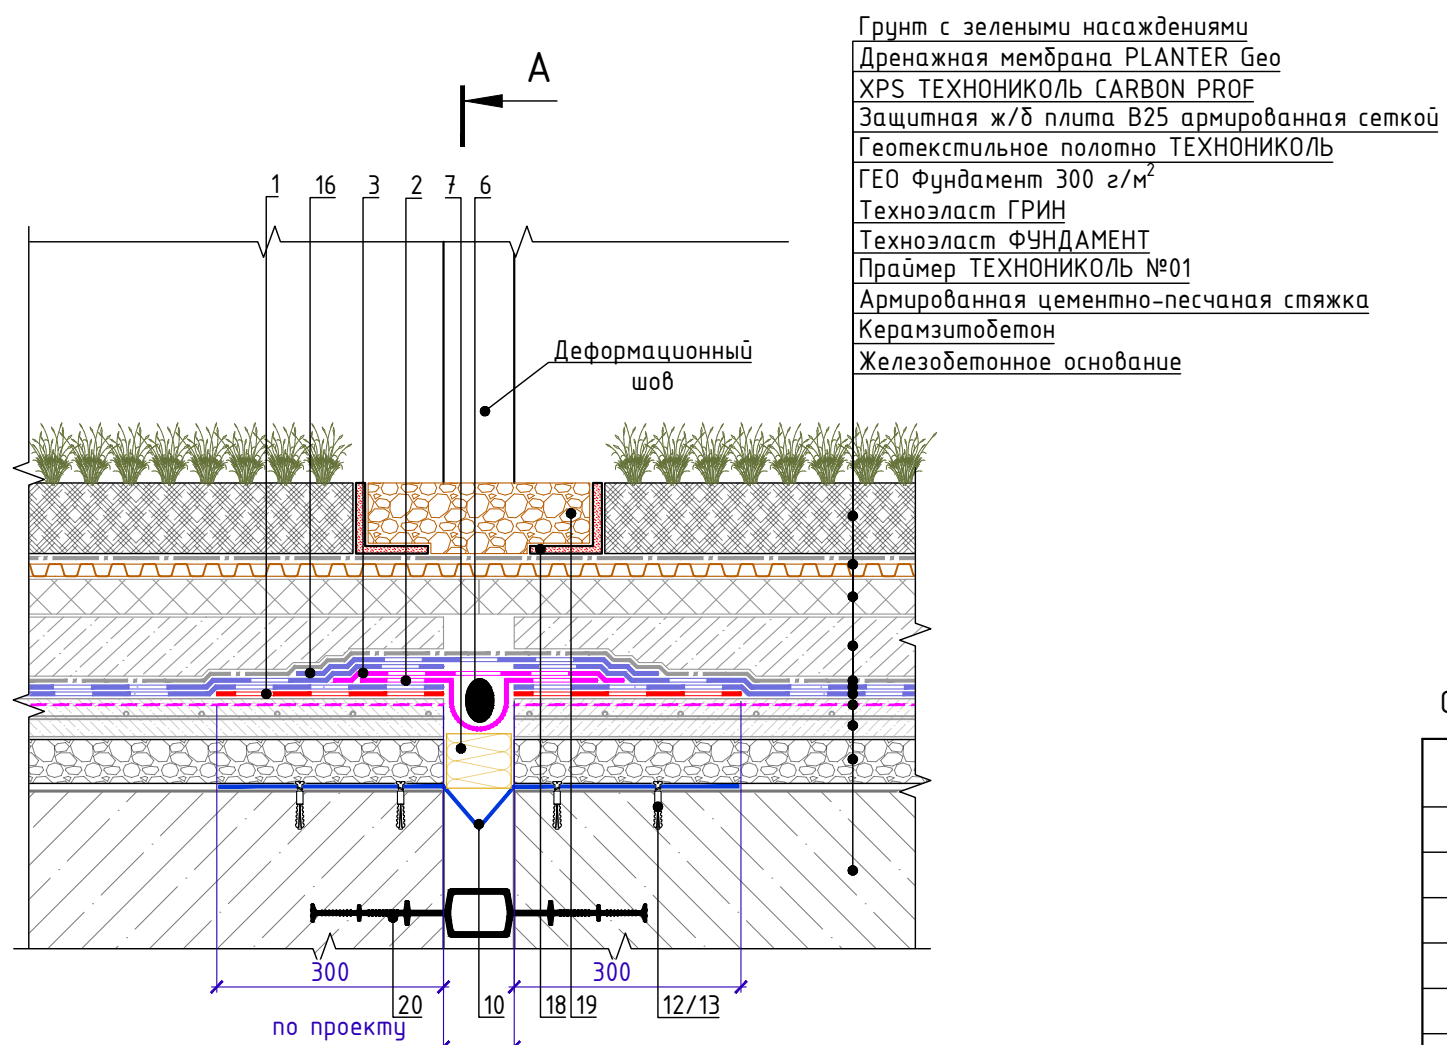 Грунт с зелеными насаждениями
Дренажная мембрана PLANTER Geo
XPS ТЕХНОНИКОЛЬ CARBON PROF
Защитная ж/б плита B25 армированная сеткой
Геотекстильное полотно ТЕХНОНИКОЛЬ
ГЕО Фундамент 300 г/м²
Техноэласт ГРИН
Техноэласт ФУНДАМЕНТ
Праймер ТЕХНОНИКОЛЬ №01
Армированная цементно-песчаная стяжка
Керамзитобетон
Железобетонное основание
А
1 16 3 2 7 6
Деформационный
шов
300 300
20 10 18 19 12/13
по проекту